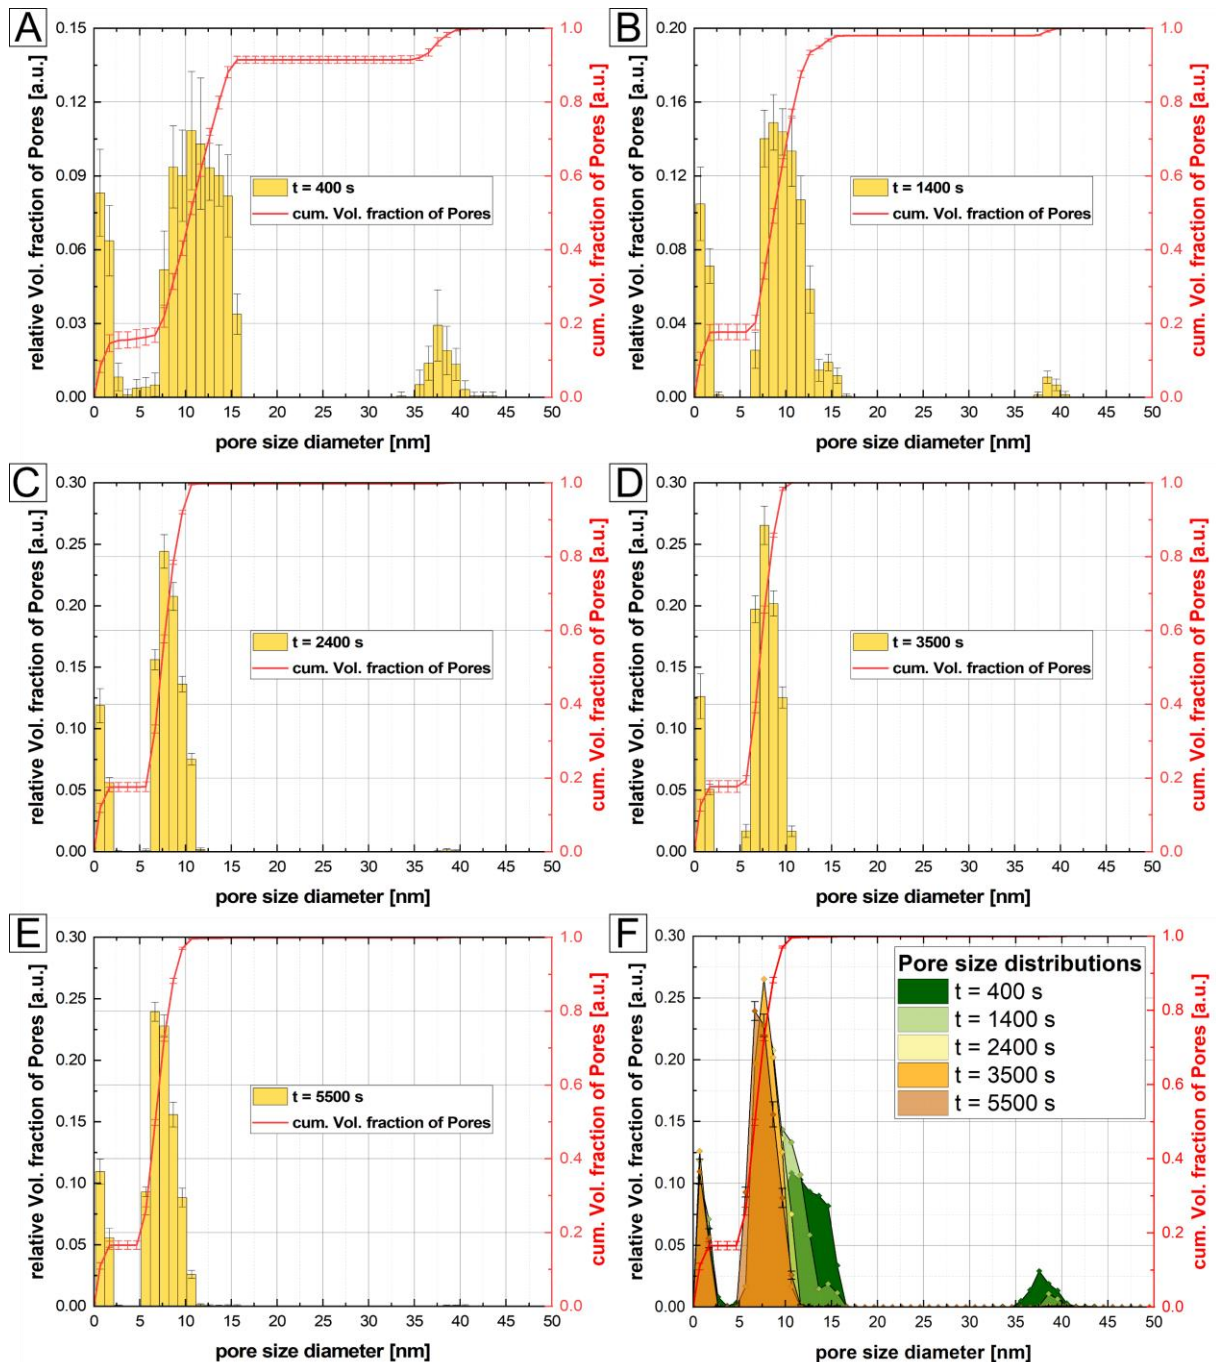 A
relative Vol. fraction of Pores [a.u.]
0.15
0.12
0.09
0.06
0.03
0.00
t = 400 s
cum. Vol. fraction of Pores
1.0
0.8
0.6
0.4
0.2
0.0
cum. Vol. fraction of Pores [a.u.]
0 5 10 15 20 25 30 35 40 45 50
pore size diameter [nm]
B
relative Vol. fraction of Pores [a.u.]
0.20
0.16
0.12
0.08
0.04
0.00
t = 1400 s
cum. Vol. fraction of Pores
1.0
0.8
0.6
0.4
0.2
0.0
cum. Vol. fraction of Pores [a.u.]
0 5 10 15 20 25 30 35 40 45 50
pore size diameter [nm]
C
relative Vol. fraction of Pores [a.u.]
0.30
0.25
0.20
0.15
0.10
0.05
0.00
t = 2400 s
cum. Vol. fraction of Pores
1.0
0.8
0.6
0.4
0.2
0.0
cum. Vol. fraction of Pores [a.u.]
0 5 10 15 20 25 30 35 40 45 50
pore size diameter [nm]
D
relative Vol. fraction of Pores [a.u.]
0.30
0.25
0.20
0.15
0.10
0.05
0.00
t = 3500 s
cum. Vol. fraction of Pores
1.0
0.8
0.6
0.4
0.2
0.0
cum. Vol. fraction of Pores [a.u.]
0 5 10 15 20 25 30 35 40 45 50
pore size diameter [nm]
E
relative Vol. fraction of Pores [a.u.]
0.30
0.25
0.20
0.15
0.10
0.05
0.00
t = 5500 s
cum. Vol. fraction of Pores
1.0
0.8
0.6
0.4
0.2
0.0
cum. Vol. fraction of Pores [a.u.]
0 5 10 15 20 25 30 35 40 45 50
pore size diameter [nm]
F
relative Vol. fraction of Pores [a.u.]
0.30
0.25
0.20
0.15
0.10
0.05
0.00
Pore size distributions
t = 400 s
t = 1400 s
t = 2400 s
t = 3500 s
t = 5500 s
1.0
0.8
0.6
0.4
0.2
0.0
cum. Vol. fraction of Pores [a.u.]
0 5 10 15 20 25 30 35 40 45 50
pore size diameter [nm]